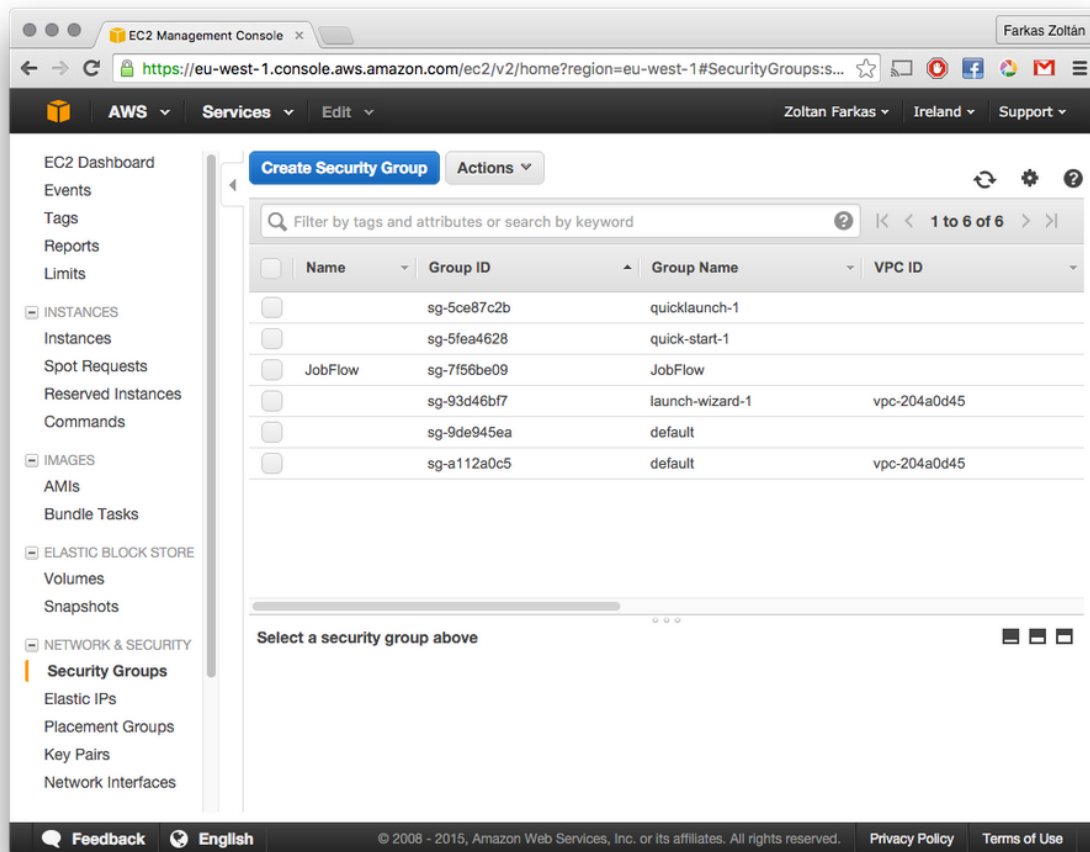 EC2 Management Console
Farkas Zoltán
https://eu-west-1.console.aws.amazon.com/ec2/v2/home?region=eu-west-1#SecurityGroups:s...
AWS Services Edit Zoltan Farkas Ireland Support
EC2 Dashboard
Events
Tags
Reports
Limits
INSTANCES
Instances
Spot Requests
Reserved Instances
Commands
IMAGES
AMIs
Bundle Tasks
ELASTIC BLOCK STORE
Volumes
Snapshots
NETWORK & SECURITY
Security Groups
Elastic IPs
Placement Groups
Key Pairs
Network Interfaces
Create Security Group Actions
Filter by tags and attributes or search by keyword 1 to 6 of 6
Name Group ID Group Name VPC ID
sg-5ce87c2b quicklaunch-1
sg-5fea4628 quick-start-1
JobFlow sg-7f56be09 JobFlow
sg-93d46bf7 launch-wizard-1 vpc-204a0d45
sg-9de945ea default
sg-a112a0c5 default vpc-204a0d45
Select a security group above
Feedback English © 2008 - 2015, Amazon Web Services, Inc. or its affiliates. All rights reserved. Privacy Policy Terms of Use